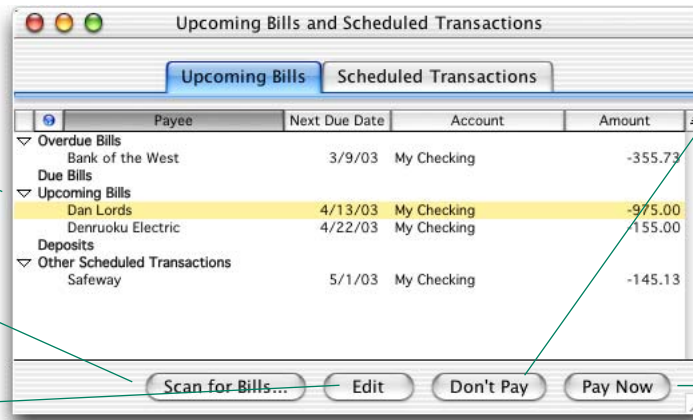 Upcoming Bills and Scheduled Transactions
Upcoming Bills Scheduled Transactions
Payee Next Due Date Account Amount
Overdue Bills
Bank of the West 3/9/03 My Checking -355.73
Due Bills
Upcoming Bills
Dan Lords 4/13/03 My Checking -975.00
Denruoku Electric 4/22/03 My Checking -155.00
Deposits
Other Scheduled Transactions
Safeway 5/1/03 My Checking -145.13
Scan for Bills... Edit Don't Pay Pay Now